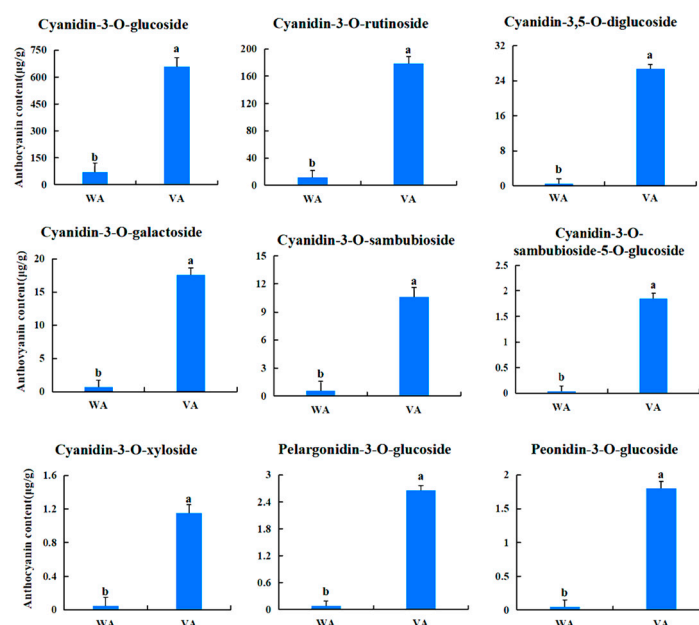 Cyanidin-3-O-glucoside
Anthocyanin content(µg/g)
750
600
450
300
150
0
b
a
WA
VA
Cyanidin-3-O-rutinoside
200
160
120
80
40
0
b
a
WA
VA
Cyanidin-3,5-O-diglucoside
32
24
16
8
0
b
a
WA
VA
Cyanidin-3-O-galactoside
Anthocyanin content(µg/g)
20
15
10
5
0
b
a
WA
VA
Cyanidin-3-O-sambubioside
15
12
9
6
3
0
b
a
WA
VA
Cyanidin-3-O-
sambubioside-5-O-glucoside
2.5
2
1.5
1
0.5
0
b
a
WA
VA
Cyanidin-3-O-xyloside
Anthocyanin content(µg/g)
1.6
1.2
0.8
0.4
0
b
a
WA
VA
Pelargonidin-3-O-glucoside
3
2.4
1.8
1.2
0.6
0
b
a
WA
VA
Peonidin-3-O-glucoside
2
1.5
1
0.5
0
b
a
WA
VA